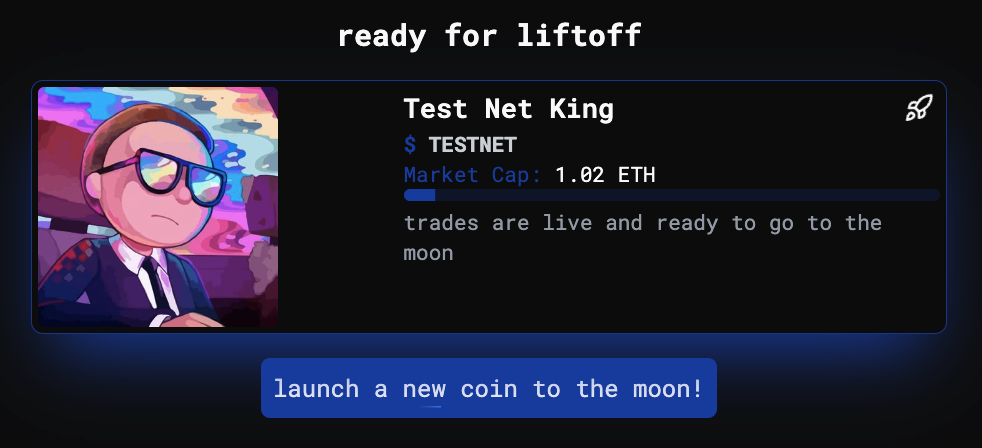 ready for liftoff
Test Net King
$ TESTNET
Market Cap: 1.02 ETH
trades are live and ready to go to the
moon
launch a new coin to the moon!